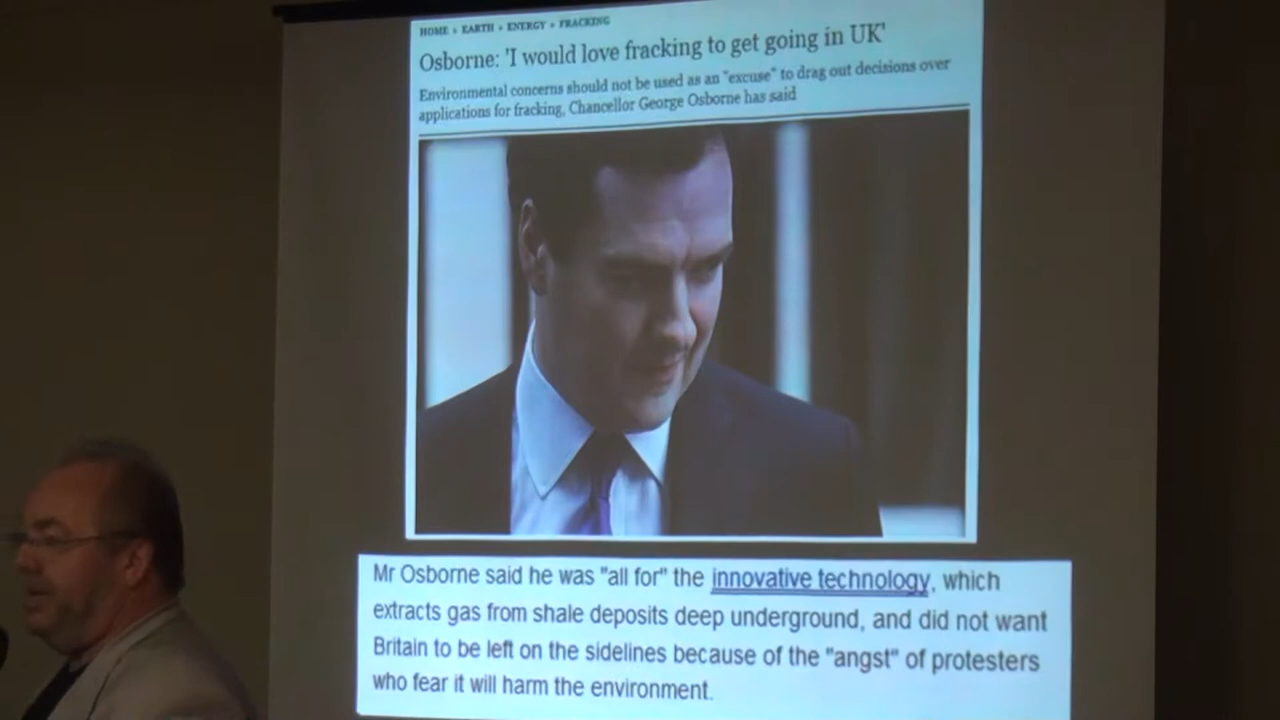 HOME › EARTH › ENERGY › FRACKING
Osborne: 'I would love fracking to get going in UK'
Environmental concerns should not be used as an "excuse" to drag out decisions over
applications for fracking, Chancellor George Osborne has said
Mr Osborne said he was "all for" the innovative technology, which
extracts gas from shale deposits deep underground, and did not want
Britain to be left on the sidelines because of the "angst" of protesters
who fear it will harm the environment.